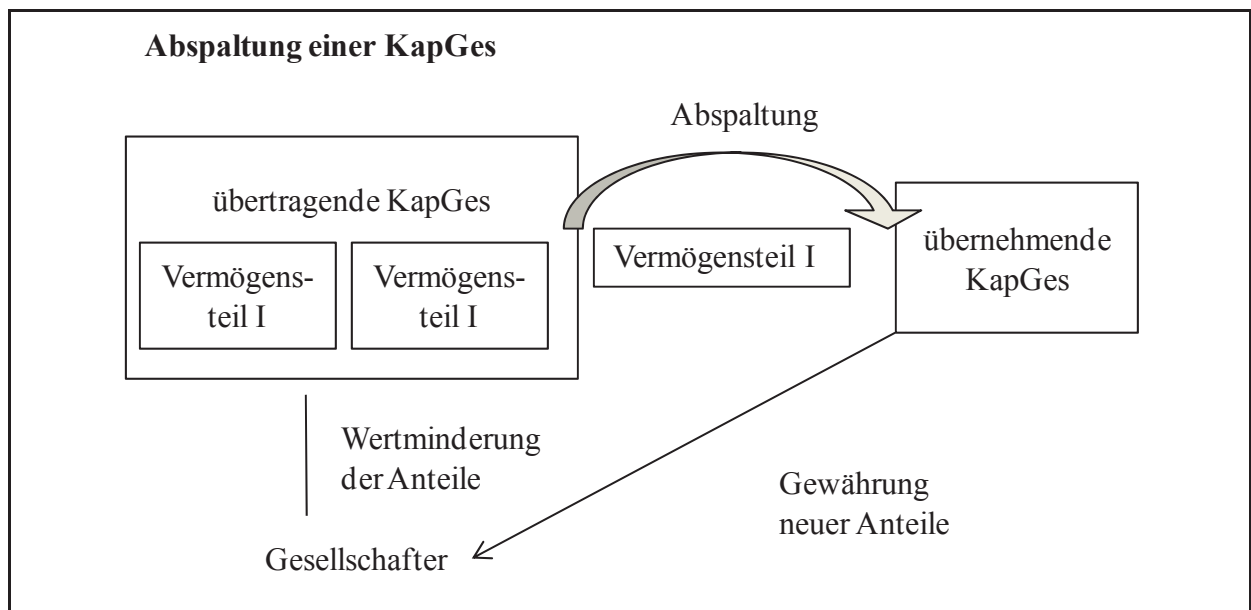 Abspaltung einer KapGes
Abspaltung
übertragende KapGes
Vermögens-
teil I
Vermögens-
teil I
Vermögensteil I
übernehmende
KapGes
Wertminderung
der Anteile
Gewährung
neuer Anteile
Gesellschafter